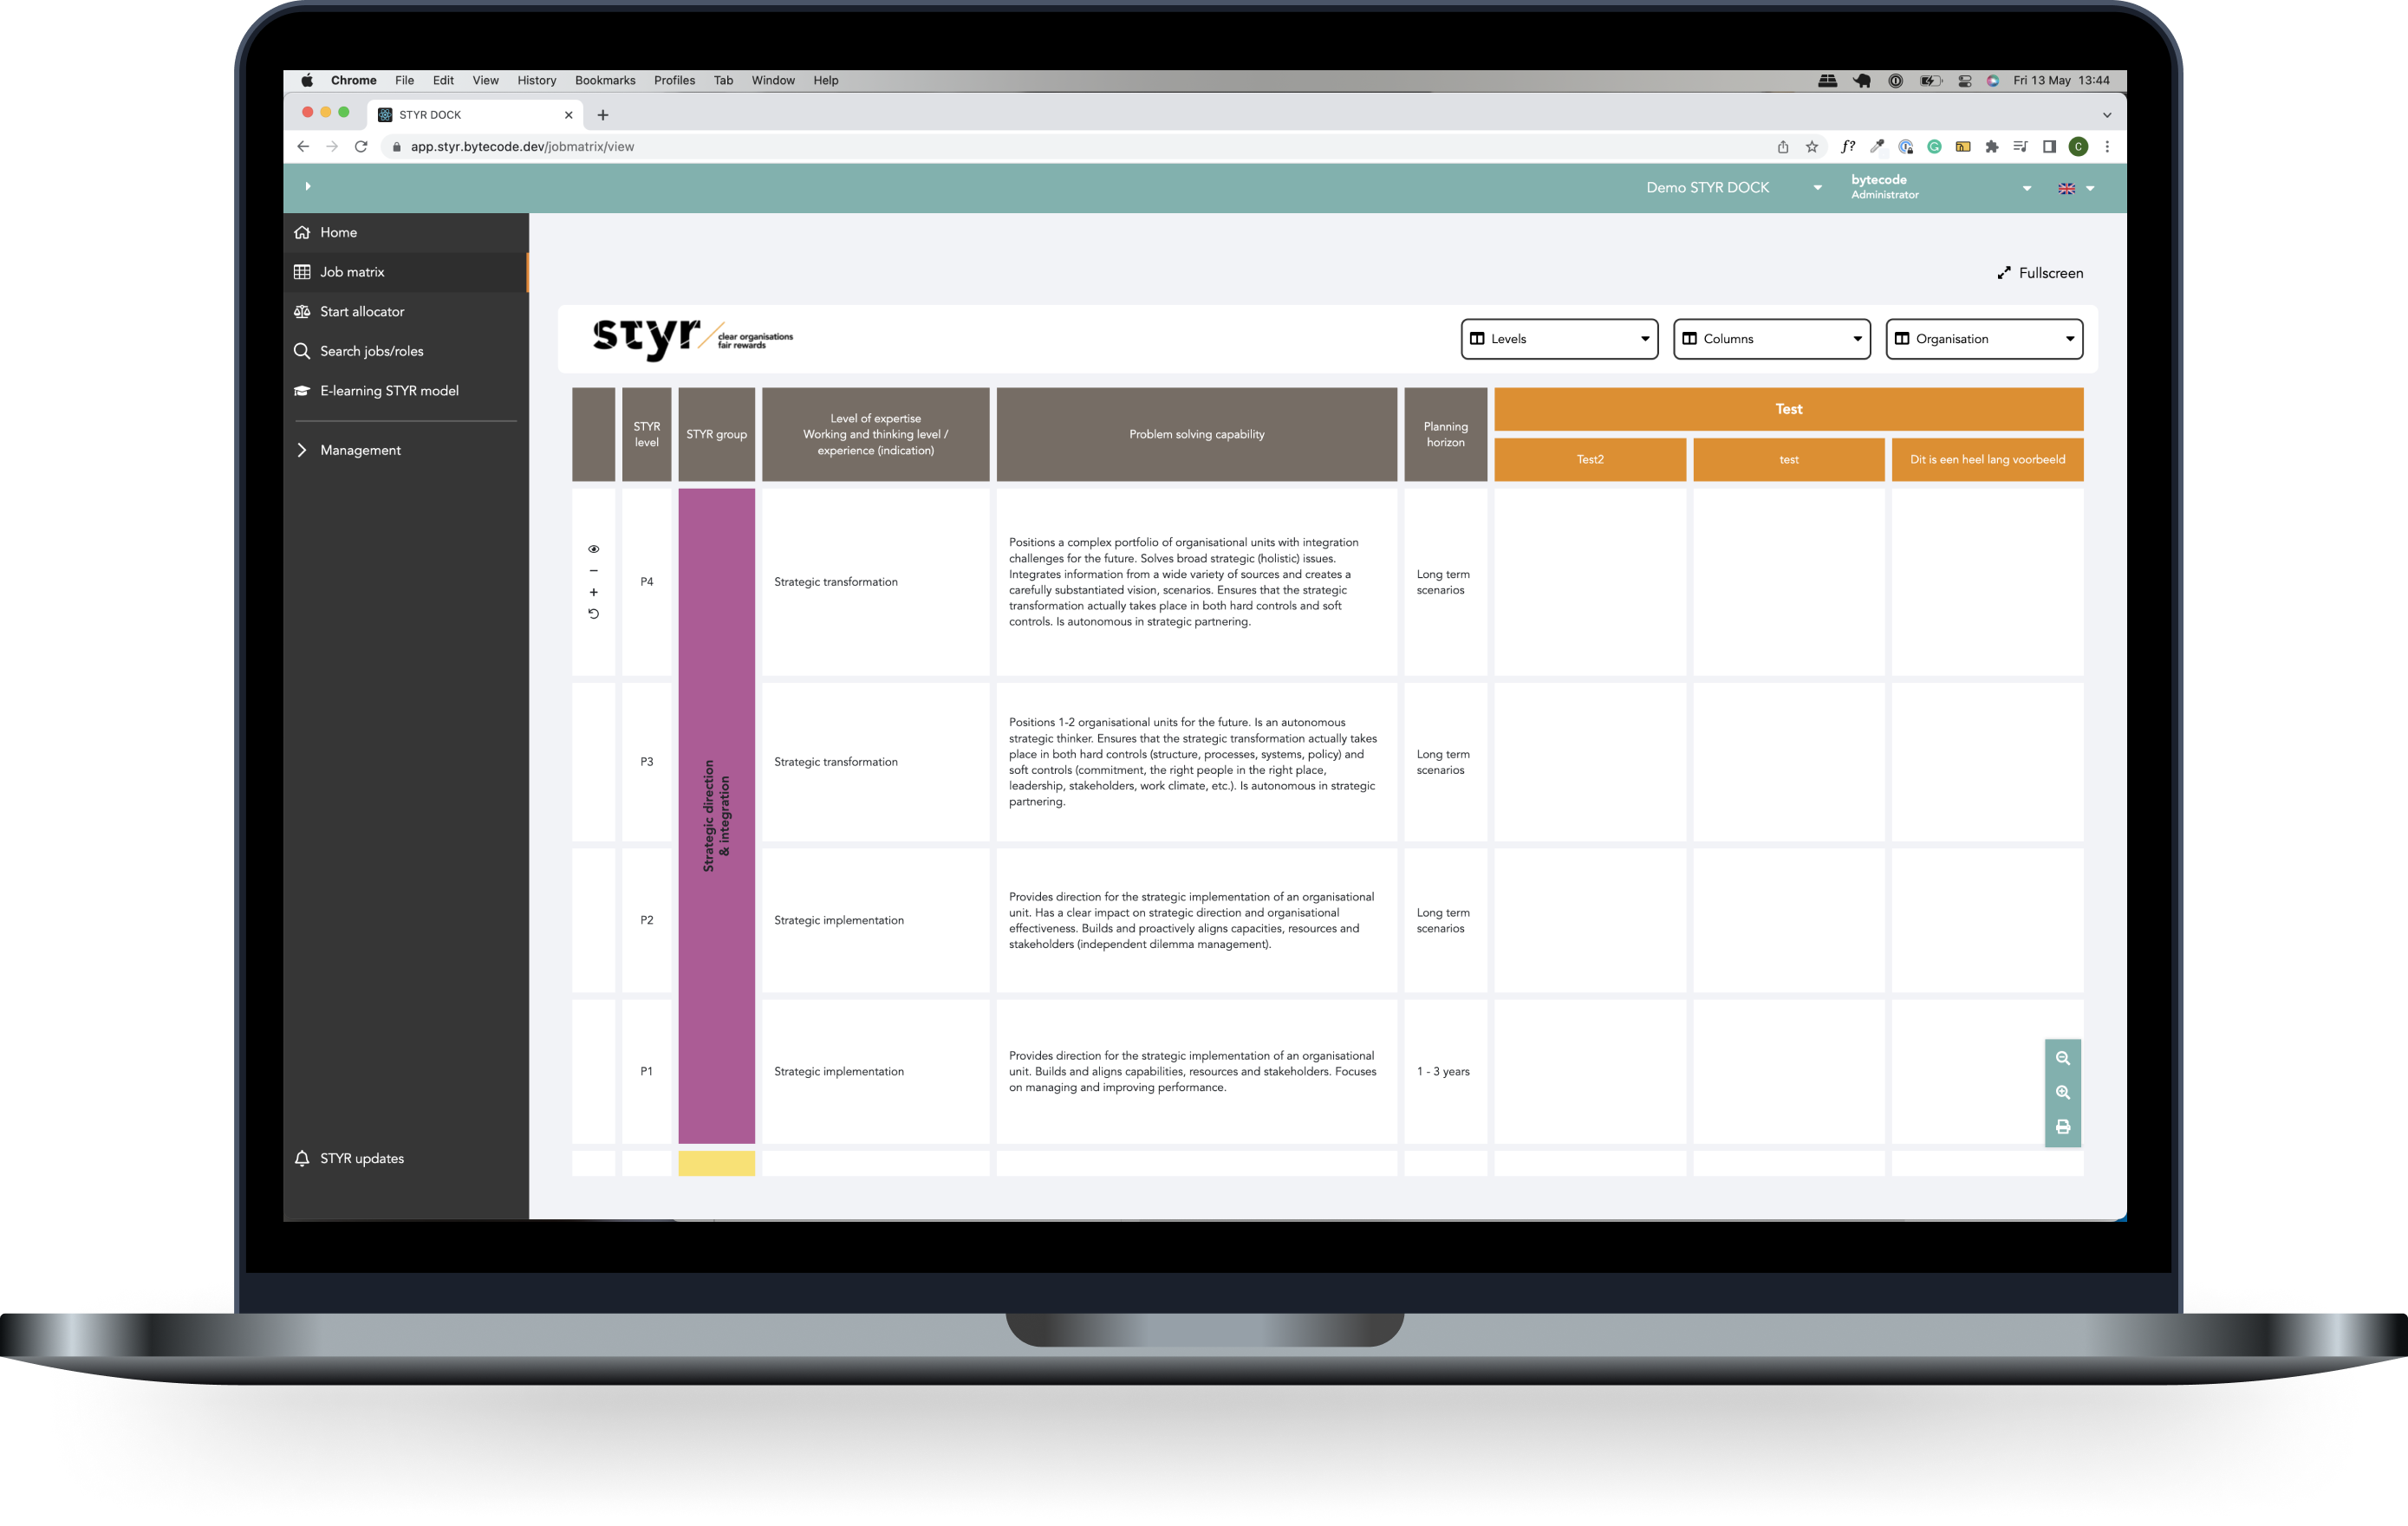 Chrome File Edit View History Bookmarks Profiles Tab Window Help
Fri 13 May 13:44
STYR DOCK
app.styr.bytecode.dev/jobmatrix/view
f?
C
Demo STYR DOCK
bytecode
Administrator
Home
Job matrix
Start allocator
Search jobs/roles
E-learning STYR model
Management
STYR updates
Fullscreen
styr
clear organisations
fair rewards
Levels
Columns
Organisation
STYR
level
STYR group
Level of expertise
Working and thinking level /
experience (indication)
Problem solving capability
Planning
horizon
Test
Test2
test
Dit is een heel lang voorbeeld
Strategic direction
& integration
P4
Strategic transformation
Positions a complex portfolio of organisational units with integration
challenges for the future. Solves broad strategic (holistic) issues.
Integrates information from a wide variety of sources and creates a
carefully substantiated vision, scenarios. Ensures that the strategic
transformation actually takes place in both hard controls and soft
controls. Is autonomous in strategic partnering.
Long term
scenarios
P3
Strategic transformation
Positions 1-2 organisational units for the future. Is an autonomous
strategic thinker. Ensures that the strategic transformation actually takes
place in both hard controls (structure, processes, systems, policy) and
soft controls (commitment, the right people in the right place,
leadership, stakeholders, work climate, etc.). Is autonomous in strategic
partnering.
Long term
scenarios
P2
Strategic implementation
Provides direction for the strategic implementation of an organisational
unit. Has a clear impact on strategic direction and organisational
effectiveness. Builds and proactively aligns capacities, resources and
stakeholders (independent dilemma management).
Long term
scenarios
P1
Strategic implementation
Provides direction for the strategic implementation of an organisational
unit. Builds and aligns capabilities, resources and stakeholders. Focuses
on managing and improving performance.
1 - 3 years